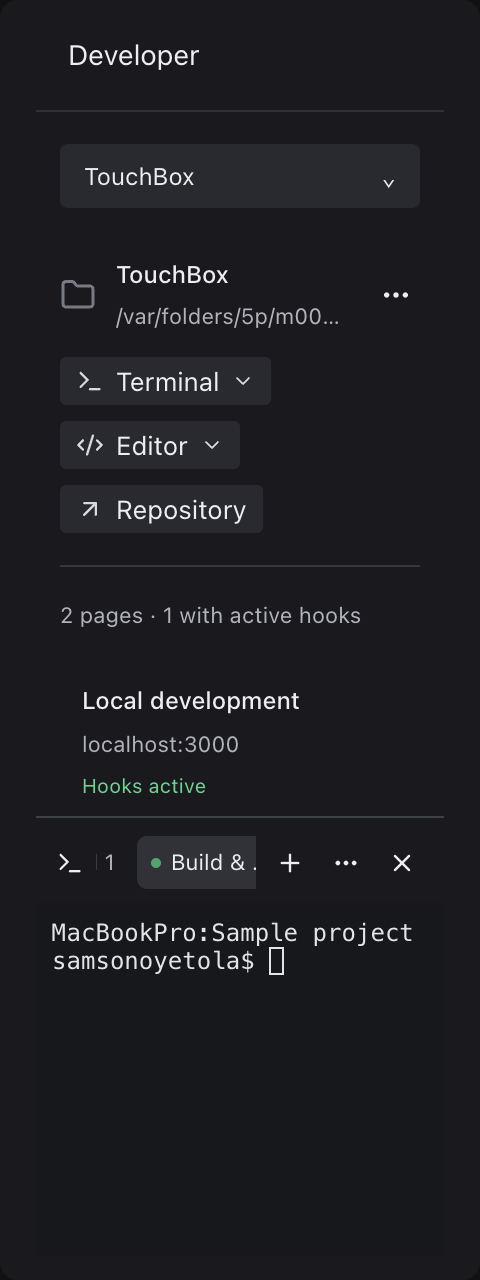 Developer
TouchBox
TouchBox
/var/folders/5p/m00...
Terminal
Editor
Repository
2 pages · 1 with active hooks
Local development
localhost:3000
Hooks active
1 Build & .
MacBookPro:Sample project
samsonoyetola$